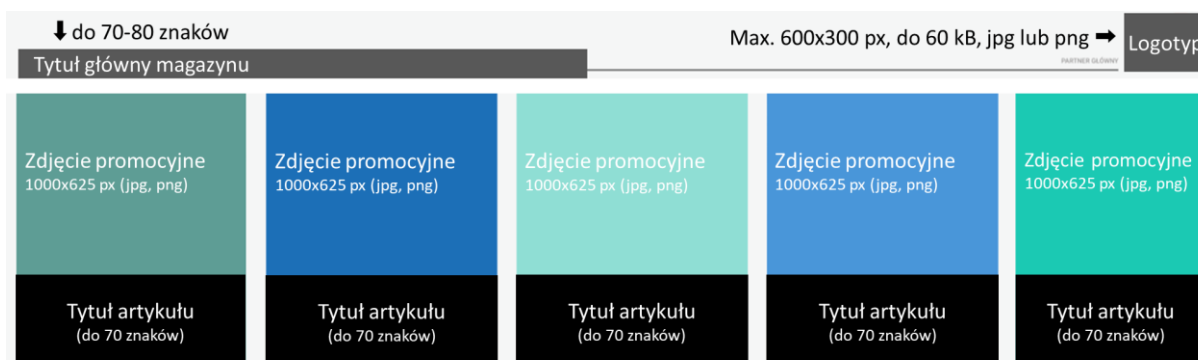 ⬇ do 70-80 znaków
Max. 600x300 px, do 60 kB, jpg lub png ➡
Logotyp
Tytuł główny magazynu
PARTNER GŁÓWNY
Zdjęcie promocyjne
1000x625 px (jpg, png)
Zdjęcie promocyjne
1000x625 px (jpg, png)
Zdjęcie promocyjne
1000x625 px (jpg, png)
Zdjęcie promocyjne
1000x625 px (jpg, png)
Zdjęcie promocyjne
1000x625 px (jpg, png)
Tytuł artykułu
(do 70 znaków)
Tytuł artykułu
(do 70 znaków)
Tytuł artykułu
(do 70 znaków)
Tytuł artykułu
(do 70 znaków)
Tytuł artykułu
(do 70 znaków)